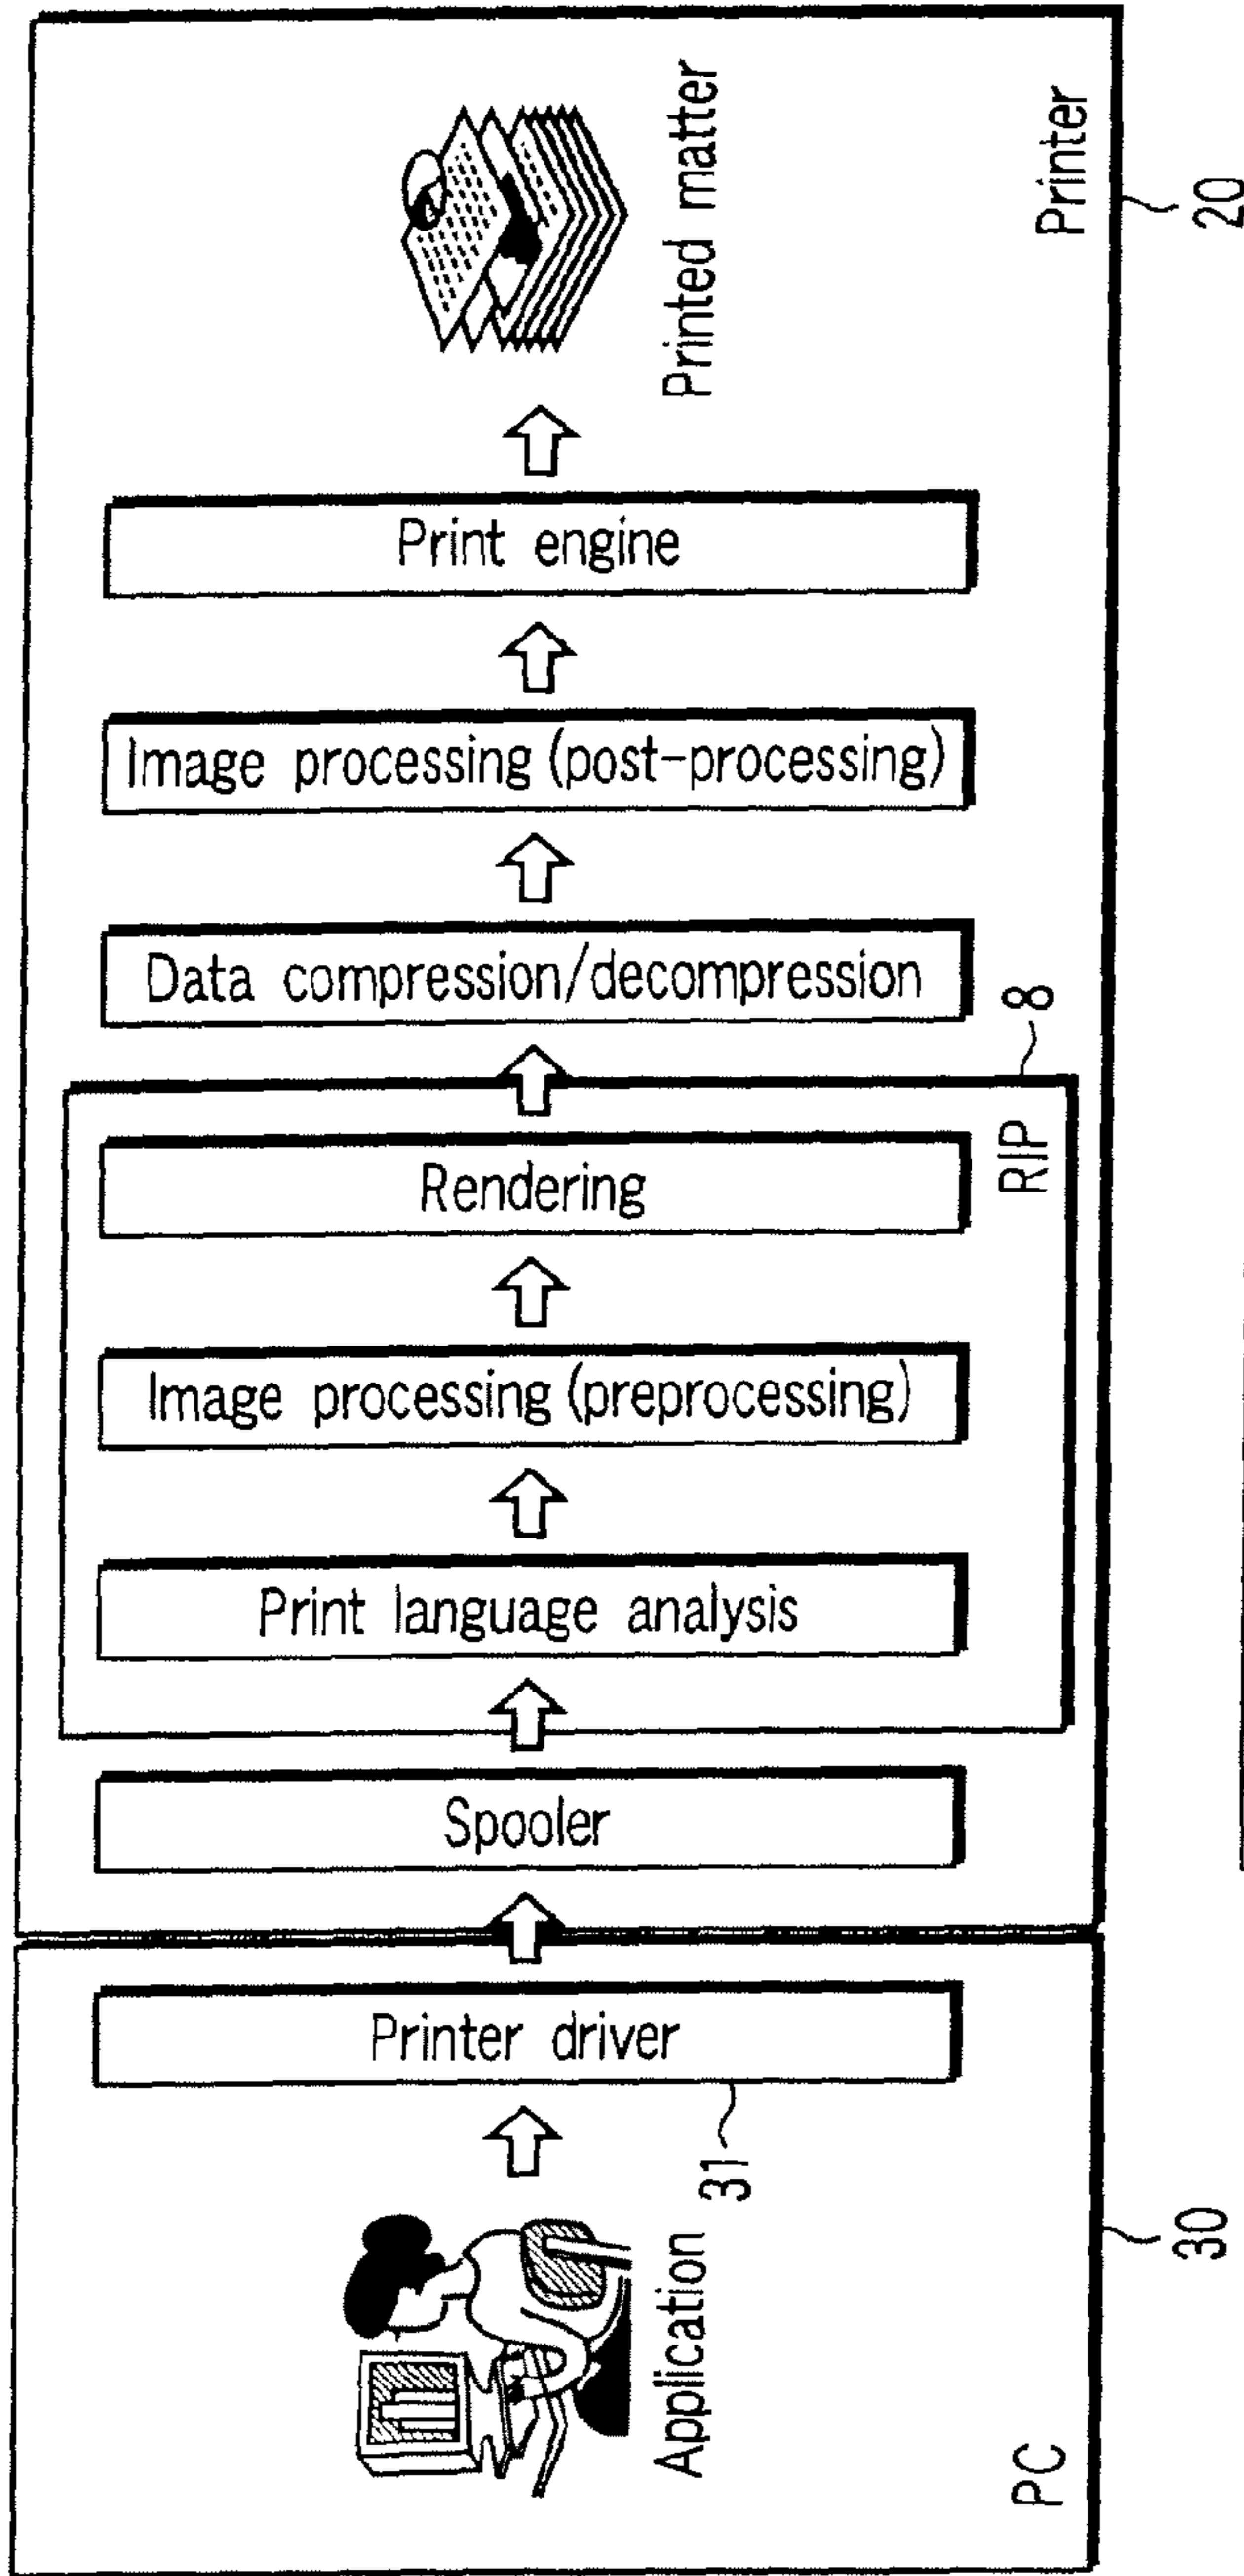 Application
Printer driver
31
PC
30
Spooler
Print language analysis
Image processing (preprocessing)
Rendering
RIP
8
Data compression/decompression
Image processing (post-processing)
Print engine
Printed matter
Printer
20